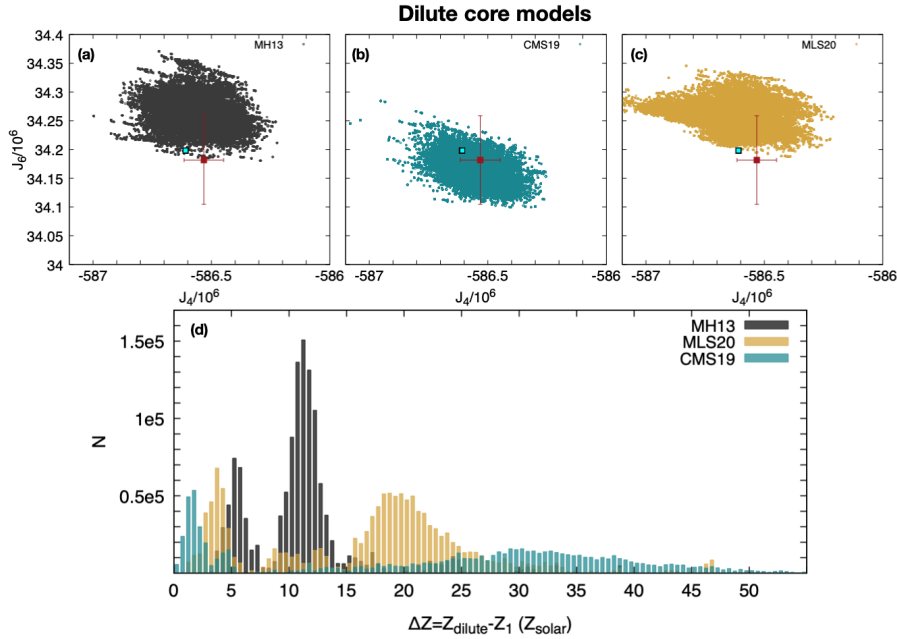 Dilute core models
(a) MH13
(b) CMS19
(c) MLS20
34.4
34.35
34.3
34.25
34.2
34.15
34.1
34.05
34
J6/10^6
-587 -586.5 -586
-587 -586.5 -586
-587 -586.5 -586
J4/10^6 J4/10^6 J4/10^6
(d)
MH13
MLS20
CMS19
1.5e5
1e5
0.5e5
N
0 5 10 15 20 25 30 35 40 45 50
ΔZ=Zdilute-Z1 (Zsolar)